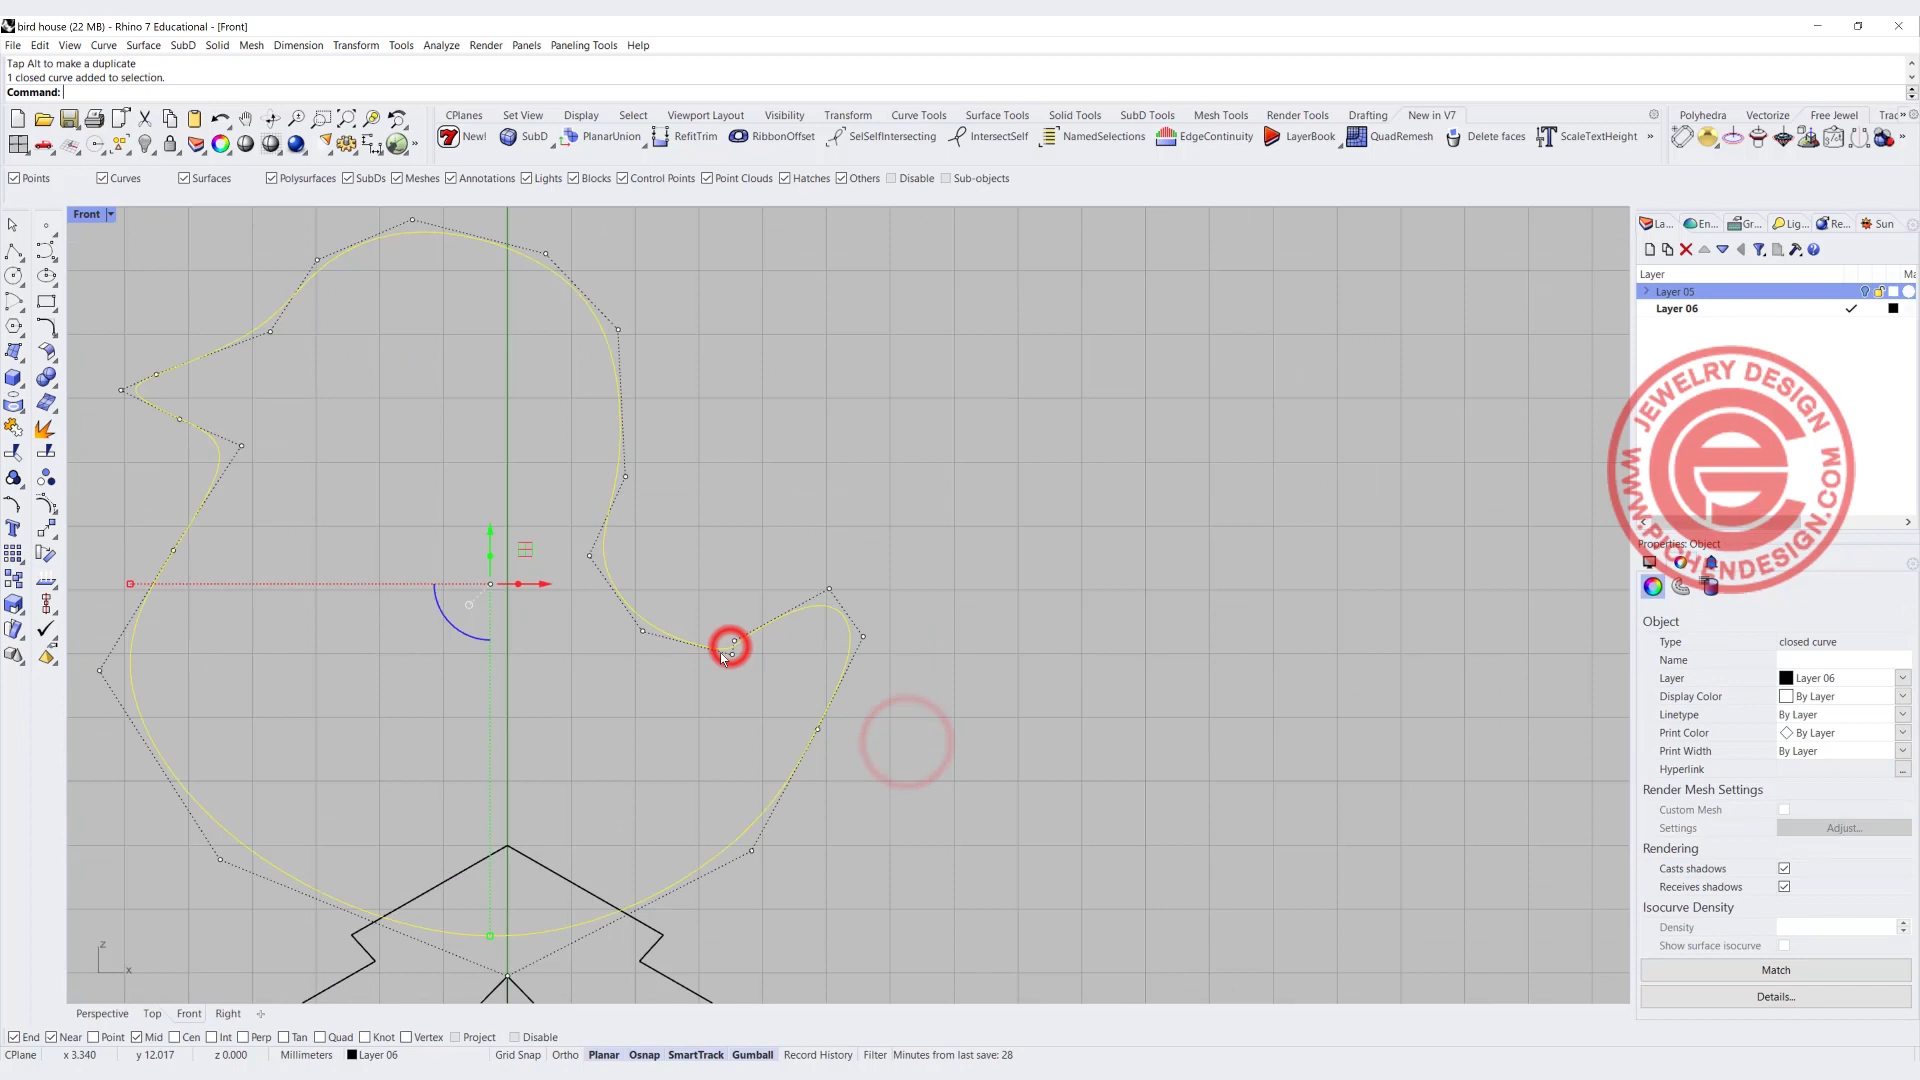 bird house (22 MB) - Rhino 7 Educational - [Front]
File Edit View Curve Surface SubD Solid Mesh Dimension Transform Tools Analyze Render Panels Paneling Tools Help
Tap Alt to make a duplicate
1 closed curve added to selection.
Command:
CPlanes Set View Display Select Viewport Layout Visibility Transform Curve Tools Surface Tools Solid Tools SubD Tools Mesh Tools Render Tools Drafting New in V7 Polyhedra Vectorize Free Jewel Trac
New! SubD PlanarUnion RefitTrim RibbonOffset SelSelfIntersecting IntersectSelf NamedSelections EdgeContinuity LayerBook QuadRemesh Delete faces ScaleTextHeight
Points Curves Surfaces Polysurfaces SubDs Meshes Annotations Lights Blocks Control Points Point Clouds Hatches Others Disable Sub-objects
Front
La... En... Gr... Lig... Re... Sun
Layer Ma
Layer 05
Layer 06
JEWELRY DESIGN
WWW.PICHENDESIGN.COM
Properties: Object
Object
Type closed curve
Name
Layer Layer 06
Display Color By Layer
Linetype By Layer
Print Color By Layer
Print Width By Layer
Hyperlink ...
Render Mesh Settings
Custom Mesh
Settings Adjust...
Rendering
Casts shadows
Receives shadows
Isocurve Density
Density
Show surface isocurve
Match
Details...
z
x
Perspective Top Front Right
End Near Point Mid Cen Int Perp Tan Quad Knot Vertex Project Disable
CPlane x 3.340 y 12.017 z 0.000 Millimeters Layer 06 Grid Snap Ortho Planar Osnap SmartTrack Gumball Record History Filter Minutes from last save: 28